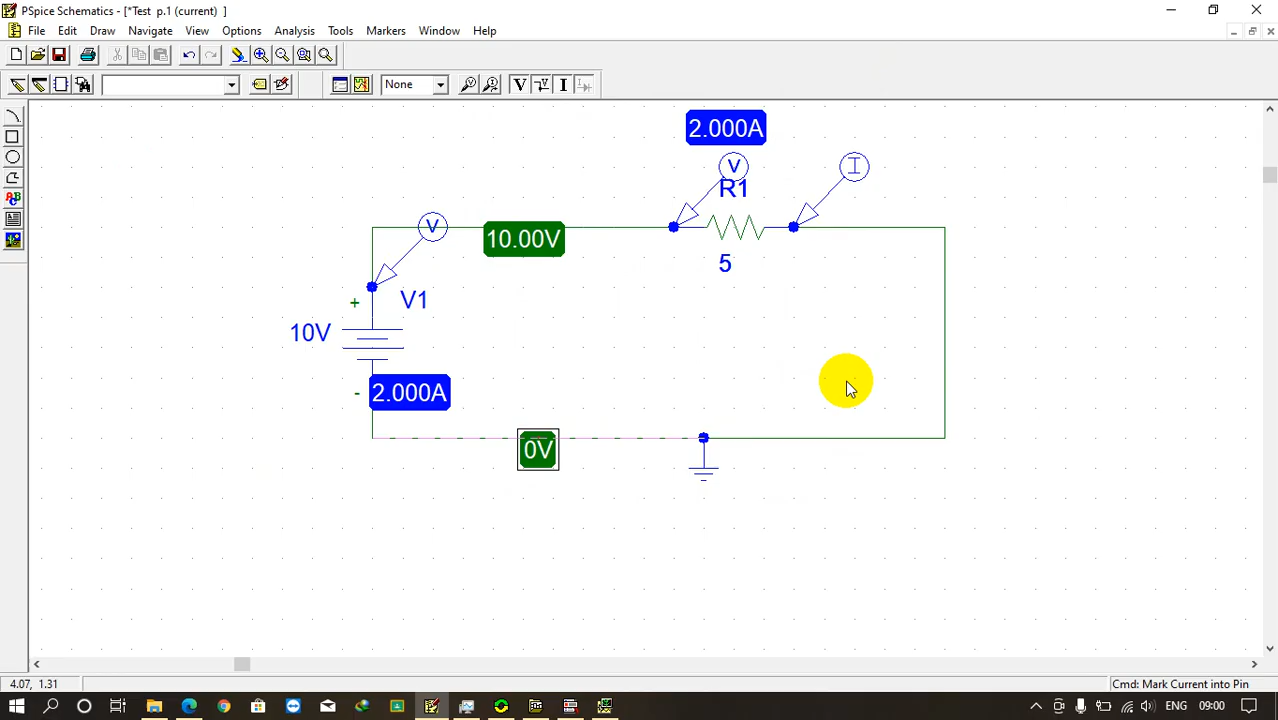 PSpice Schematics - [*Test p.1 (current) ]
File Edit Draw Navigate View Options Analysis Tools Markers Window Help
None
V I
2.000A
V I
R1
V
10.00V
5
+ V1
10V
- 2.000A
0V
4.07, 1.31 Cmd: Mark Current into Pin
ENG 09:00